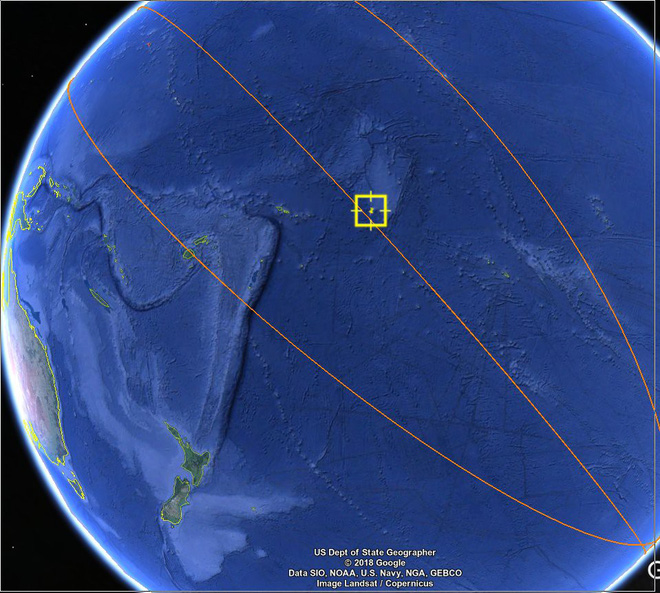 US Dept of State Geographer
© 2018 Google
Data SIO, NOAA, U.S. Navy, NGA, GEBCO
Image Landsat / Copernicus